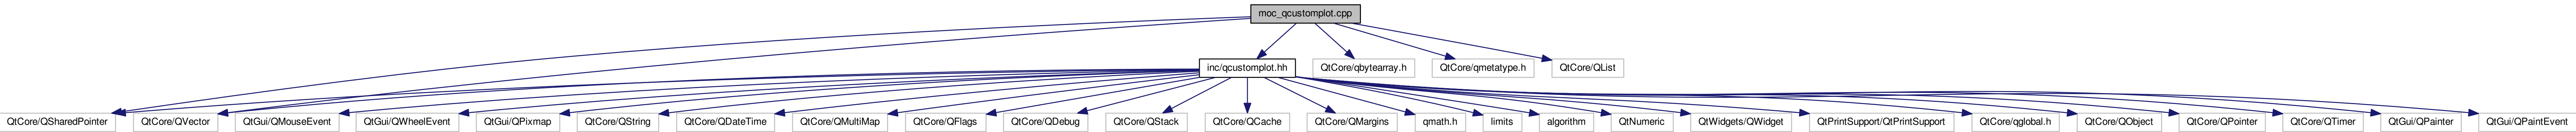 moc_qcustomplot.cpp
inc/qcustomplot.hh
QtCore/qbytearray.h
QtCore/qmetatype.h
QtCore/QList
QtCore/QSharedPointer
QtCore/QVector
QtGui/QMouseEvent
QtGui/QWheelEvent
QtGui/QPixmap
QtCore/QString
QtCore/QDateTime
QtCore/QMultiMap
QtCore/QFlags
QtCore/QDebug
QtCore/QStack
QtCore/QCache
QtCore/QMargins
qmath.h
limits
algorithm
QtNumeric
QtWidgets/QWidget
QtPrintSupport/QtPrintSupport
QtCore/qglobal.h
QtCore/QObject
QtCore/QPointer
QtCore/QTimer
QtGui/QPainter
QtGui/QPaintEvent